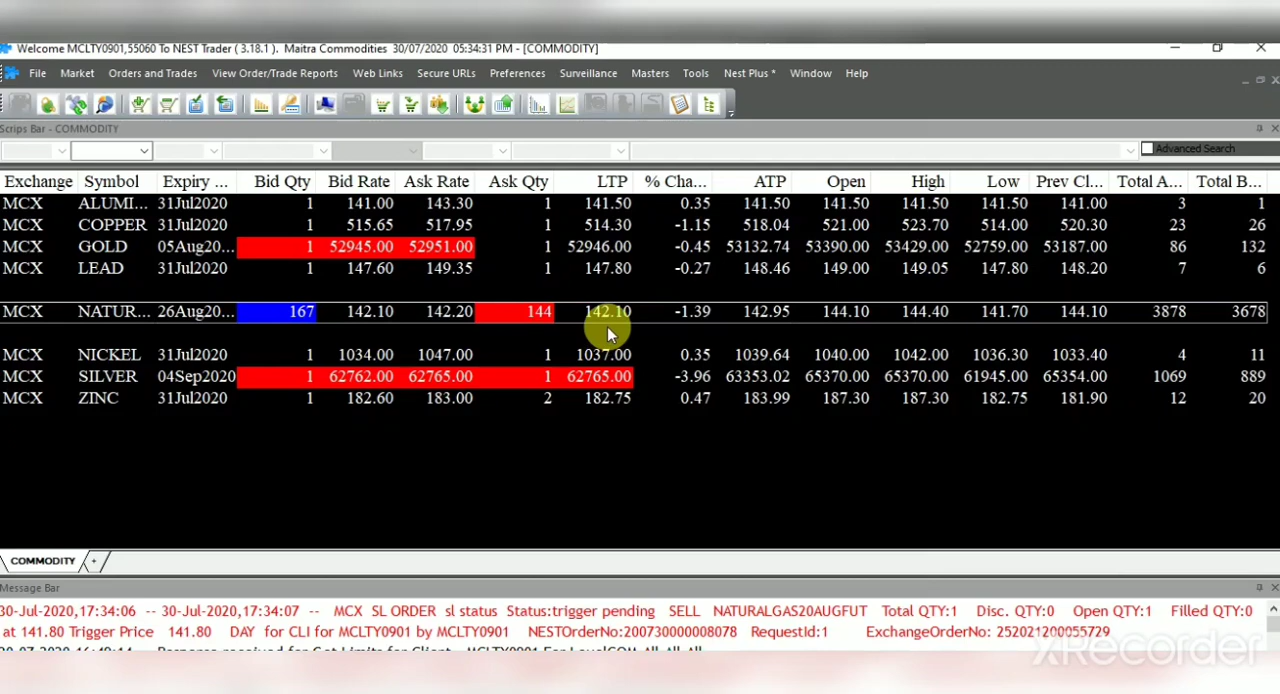 Welcome MCLTY0901,55060 To NEST Trader ( 3.18.1 ). Maitra Commodities 30/07/2020 05:34:31 PM - [COMMODITY]
File Market Orders and Trades View Order/Trade Reports Web Links Secure URLs Preferences Surveillance Masters Tools Nest Plus * Window Help
Scrips Bar - COMMODITY
Advanced Search
Exchange Symbol Expiry ... Bid Qty Bid Rate Ask Rate Ask Qty LTP % Cha... ATP Open High Low Prev Cl... Total A... Total B...
MCX ALUMI... 31Jul2020 1 141.00 143.30 1 141.50 0.35 141.50 141.50 141.50 141.50 141.00 3 1
MCX COPPER 31Jul2020 1 515.65 517.95 1 514.30 -1.15 518.04 521.00 523.70 514.00 520.30 23 26
MCX GOLD 05Aug20... 1 52945.00 52951.00 1 52946.00 -0.45 53132.74 53390.00 53429.00 52759.00 53187.00 86 132
MCX LEAD 31Jul2020 1 147.60 149.35 1 147.80 -0.27 148.46 149.00 149.05 147.80 148.20 7 6
MCX NATUR... 26Aug20... 167 142.10 142.20 144 142.10 -1.39 142.95 144.10 144.40 141.70 144.10 3878 3678
MCX NICKEL 31Jul2020 1 1034.00 1047.00 1 1037.00 0.35 1039.64 1040.00 1042.00 1036.30 1033.40 4 11
MCX SILVER 04Sep2020 1 62762.00 62765.00 1 62765.00 -3.96 63353.02 65370.00 65370.00 61945.00 65354.00 1069 889
MCX ZINC 31Jul2020 1 182.60 183.00 2 182.75 0.47 183.99 187.30 187.30 182.75 181.90 12 20
COMMODITY +
Message Bar
30-Jul-2020,17:34:06 -- 30-Jul-2020,17:34:07 -- MCX SL ORDER sl status Status:trigger pending SELL NATURALGAS20AUGFUT Total QTY:1 Disc. QTY:0 Open QTY:1 Filled QTY:0
at 141.80 Trigger Price 141.80 DAY for CLI for MCLTY0901 by MCLTY0901 NESTOrderNo:200730000008078 RequestId:1 ExchangeOrderNo: 252021200055729
XRecorder